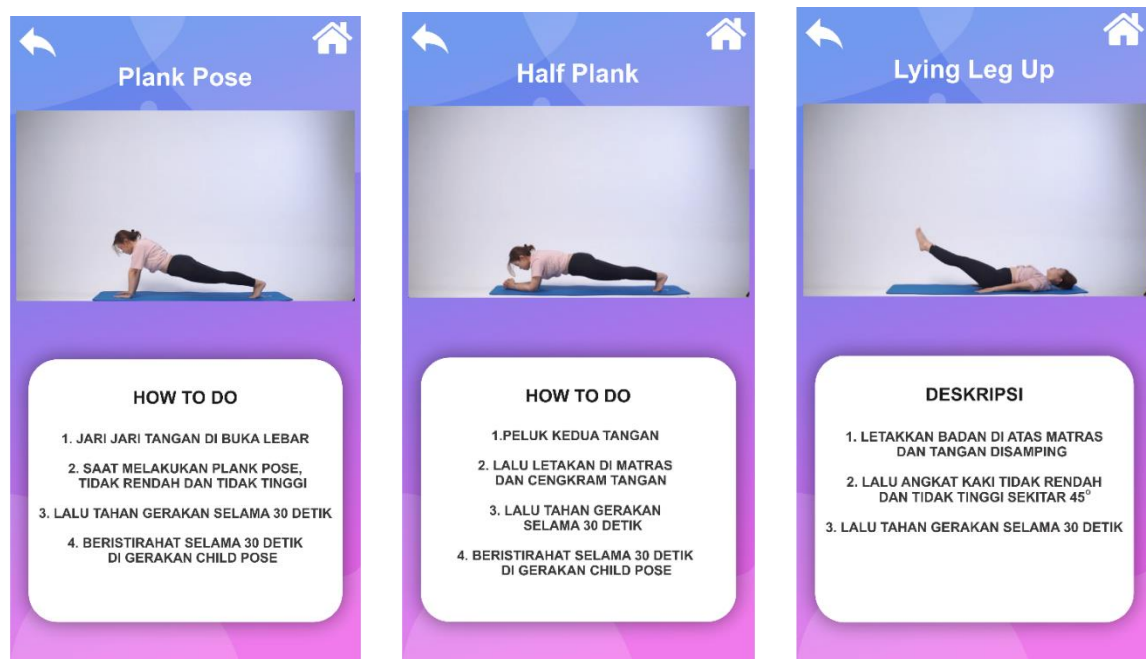 Plank Pose
HOW TO DO
1. JARI JARI TANGAN DI BUKA LEBAR
2. SAAT MELAKUKAN PLANK POSE,
TIDAK RENDAH DAN TIDAK TINGGI
3. LALU TAHAN GERAKAN SELAMA 30 DETIK
4. BERISTIRAHAT SELAMA 30 DETIK
DI GERAKAN CHILD POSE
Half Plank
HOW TO DO
1.PELUK KEDUA TANGAN
2. LALU LETAKAN DI MATRAS
DAN CENGKRAM TANGAN
3. LALU TAHAN GERAKAN
SELAMA 30 DETIK
4. BERISTIRAHAT SELAMA 30 DETIK
DI GERAKAN CHILD POSE
Lying Leg Up
DESKRIPSI
1. LETAKKAN BADAN DI ATAS MATRAS
DAN TANGAN DISAMPING
2. LALU ANGKAT KAKI TIDAK RENDAH
DAN TIDAK TINGGI SEKITAR 45°
3. LALU TAHAN GERAKAN SELAMA 30 DETIK